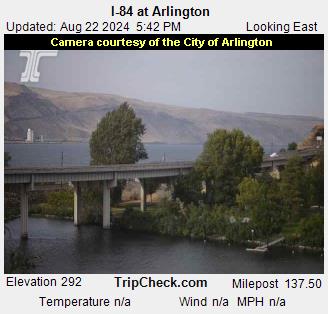 I-84 at Arlington
Updated: Aug 22 2024 5:42 PM Looking East
Camera courtesy of the City of Arlington
Elevation 292 TripCheck.com Milepost 137.50
Temperature n/a Wind n/a MPH n/a